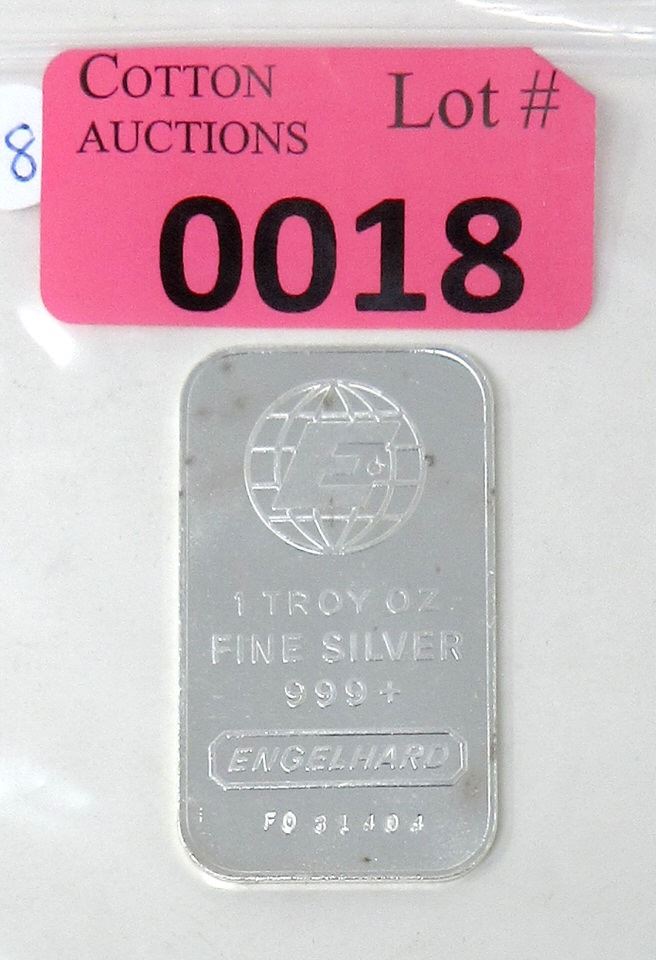 COTTON
AUCTIONS
Lot #
0018
8
E
1 TROY OZ.
FINE SILVER
999+
ENGELHARD
FO 31404